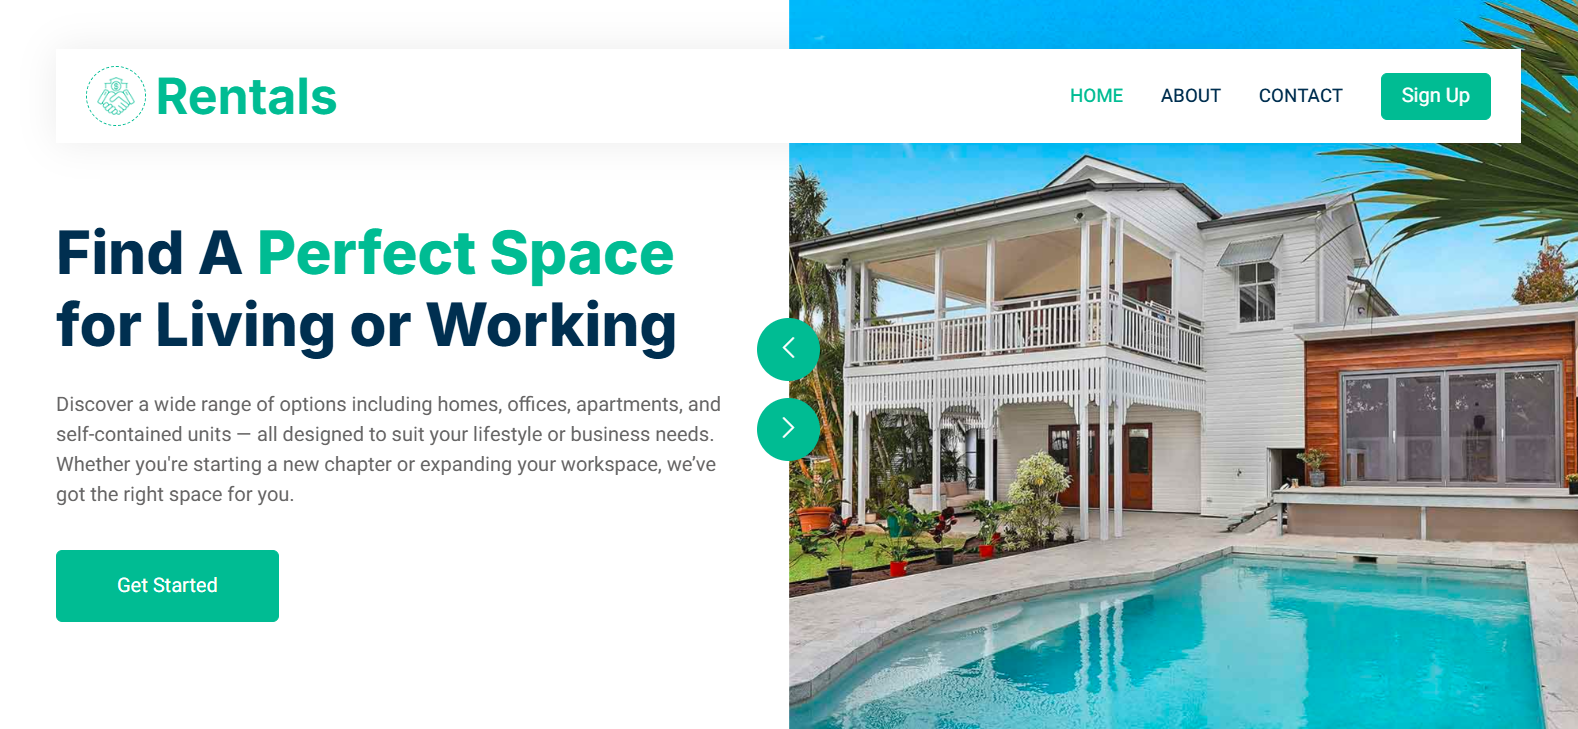 Rentals
HOME ABOUT CONTACT Sign Up
Find A Perfect Space
for Living or Working
Discover a wide range of options including homes, offices, apartments, and
self-contained units — all designed to suit your lifestyle or business needs.
Whether you're starting a new chapter or expanding your workspace, we’ve
got the right space for you.
Get Started